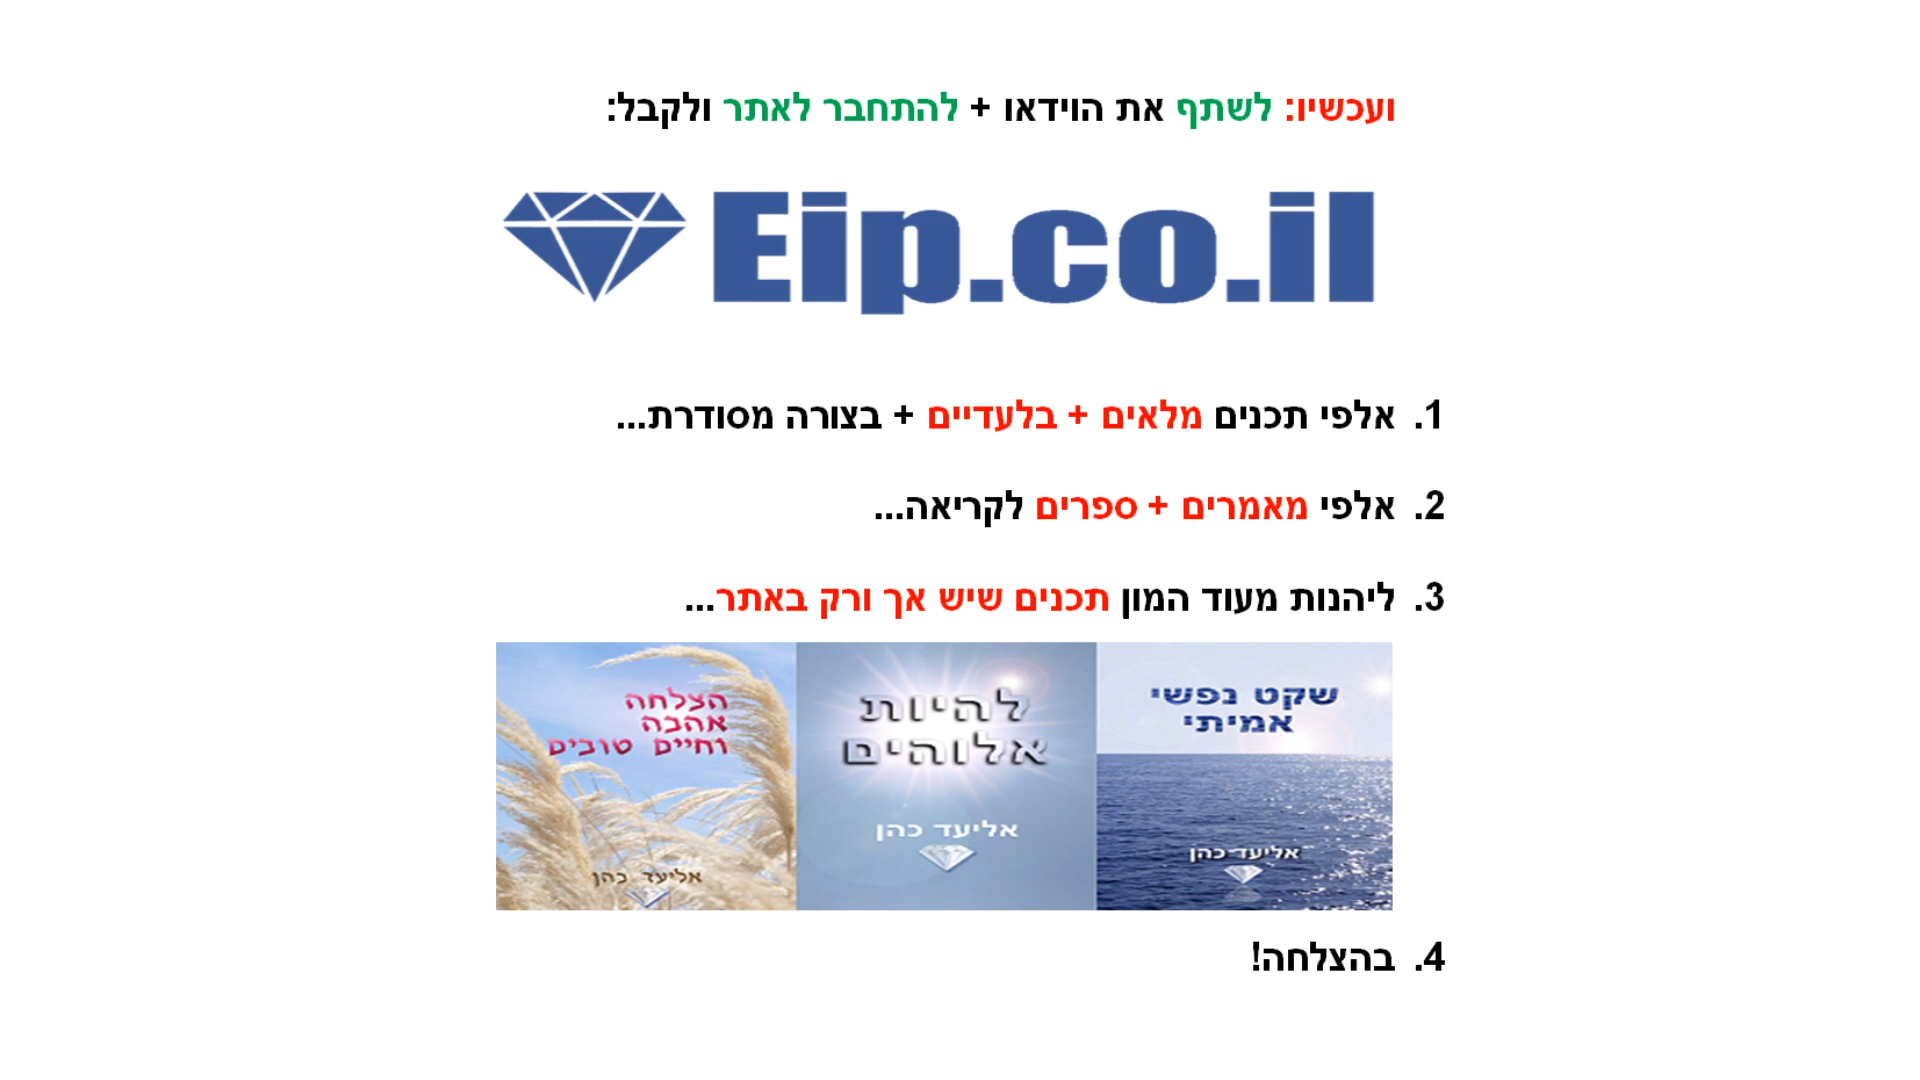 ועכשיו: לשתף את הוידאו + להתחבר לאתר ולקבל:
Eip.co.il
1. אלפי תכנים מלאים + בלעדיים + בצורה מסודרת...
2. אלפי מאמרים + ספרים לקריאה...
3. ליהנות מעוד המון תכנים שיש אך ורק באתר...
שקט נפשי
אמיתי
אליעד כהן
להיות
אלוהים
אליעד כהן
הצלחה
אהבה
וחיים טובים
אליעד כהן
4. בהצלחה!